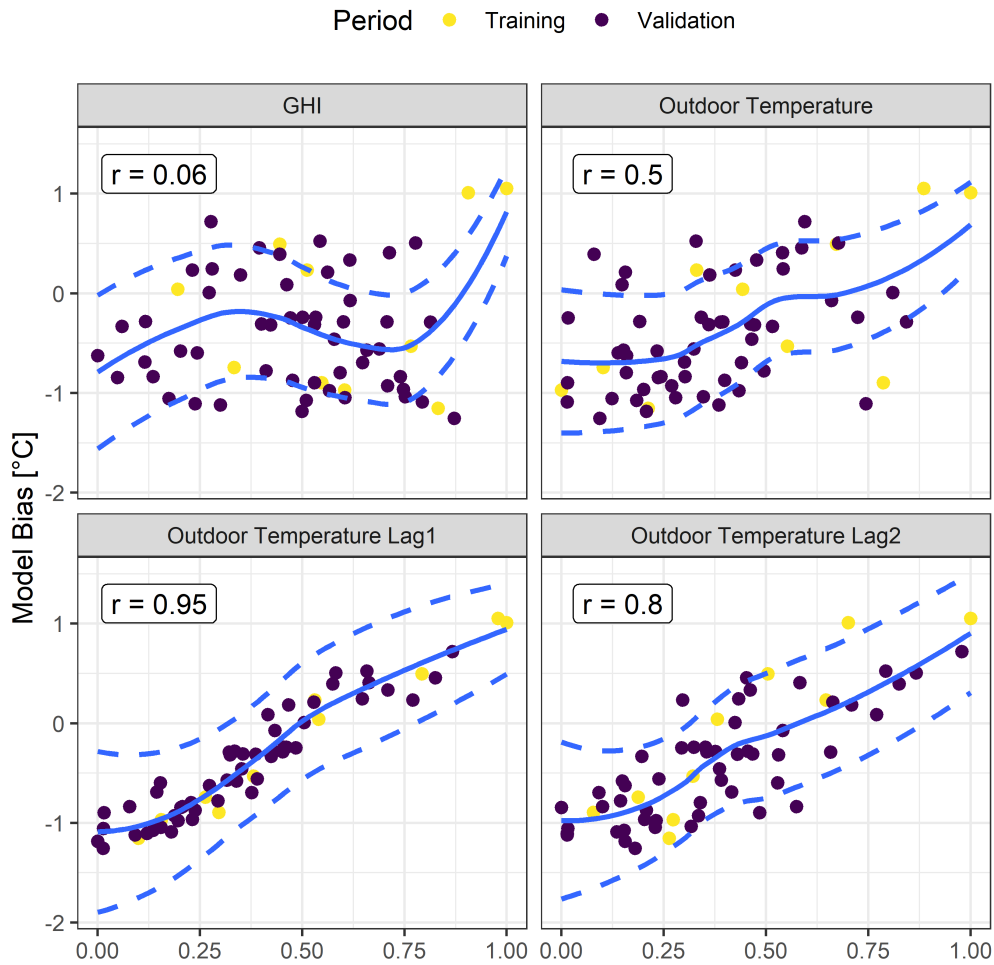 Period Training Validation
GHI Outdoor Temperature
r = 0.06 r = 0.5
1
0
-1
-2
Model Bias [°C]
Outdoor Temperature Lag1 Outdoor Temperature Lag2
r = 0.95 r = 0.8
1
0
-1
-2
0.00 0.25 0.50 0.75 1.00 0.00 0.25 0.50 0.75 1.00